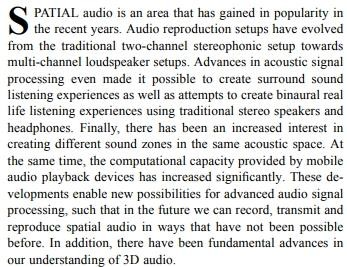 SPATIAL audio is an area that has gained in popularity in
the recent years. Audio reproduction setups have evolved
from the traditional two-channel stereophonic setup towards
multi-channel loudspeaker setups. Advances in acoustic signal
processing even made it possible to create surround sound
listening experiences as well as attempts to create binaural real
life listening experiences using traditional stereo speakers and
headphones. Finally, there has been an increased interest in
creating different sound zones in the same acoustic space. At
the same time, the computational capacity provided by mobile
audio playback devices has increased significantly. These de-
velopments enable new possibilities for advanced audio signal
processing, such that in the future we can record, transmit and
reproduce spatial audio in ways that have not been possible
before. In addition, there have been fundamental advances in
our understanding of 3D audio.